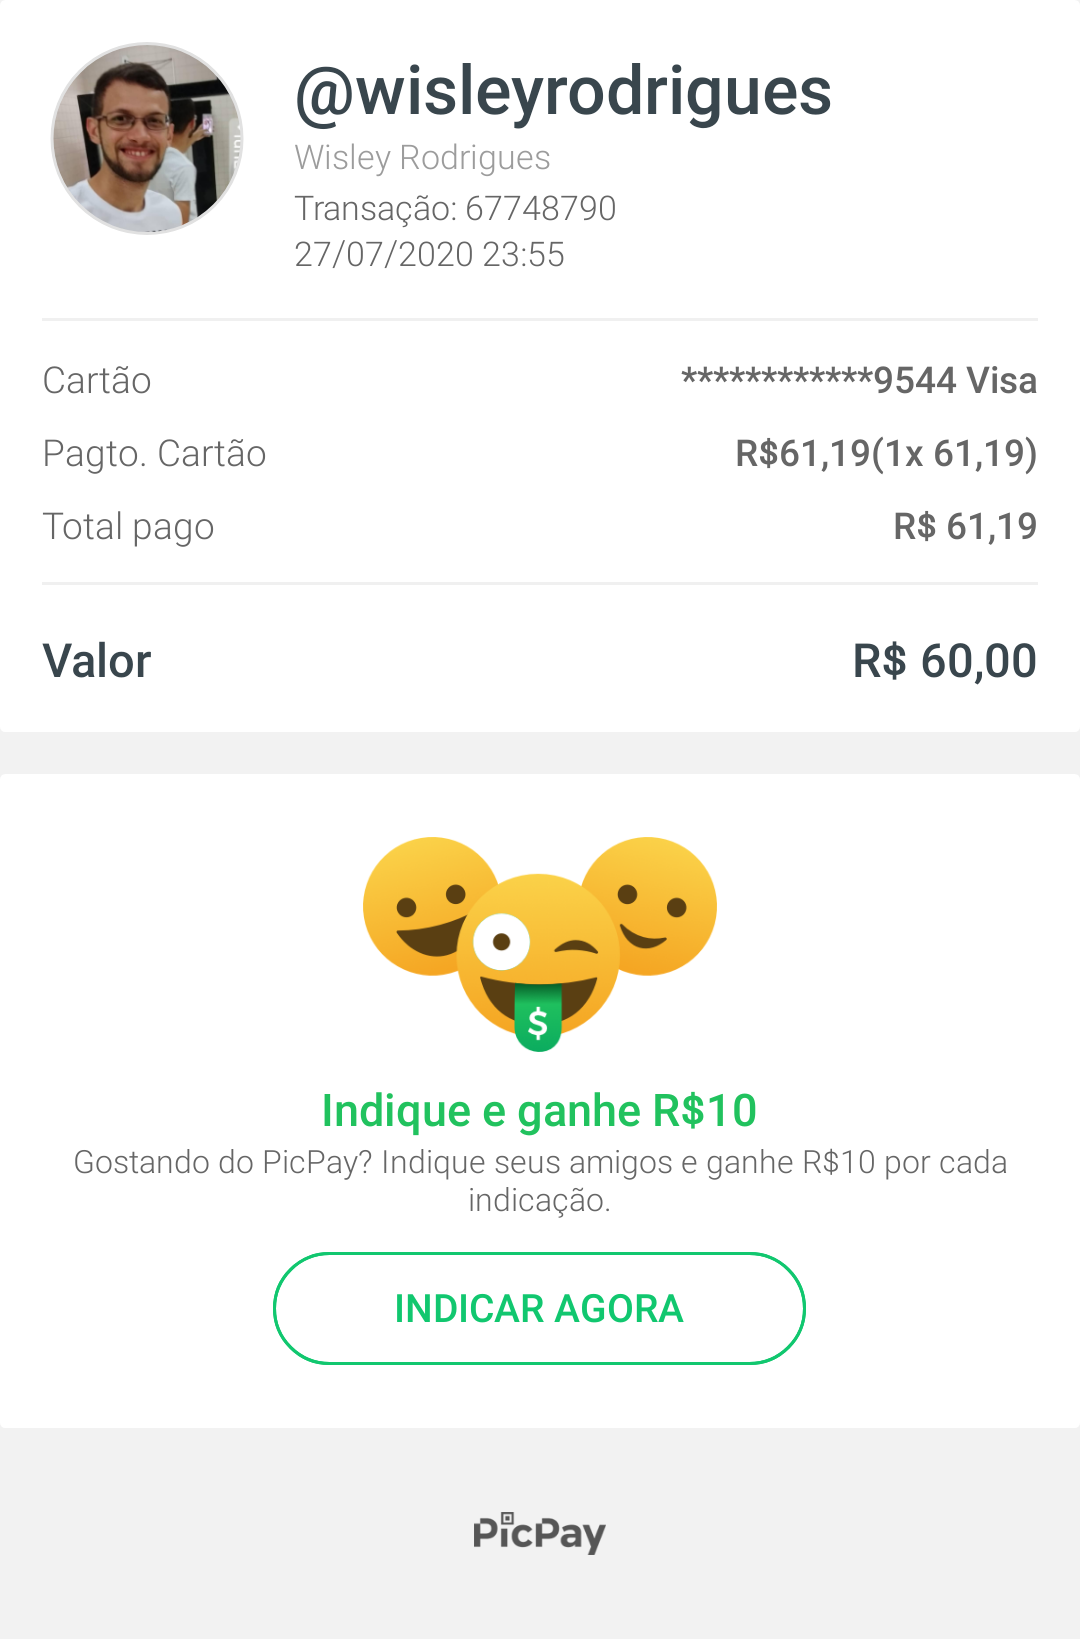 @wisleyrodrigues
Wisley Rodrigues
Transação: 67748790
27/07/2020 23:55
Cartão ************9544 Visa
Pagto. Cartão R$61,19(1x 61,19)
Total pago R$ 61,19
Valor R$ 60,00
$
Indique e ganhe R$10
Gostando do PicPay? Indique seus amigos e ganhe R$10 por cada
indicação.
INDICAR AGORA
PicPay